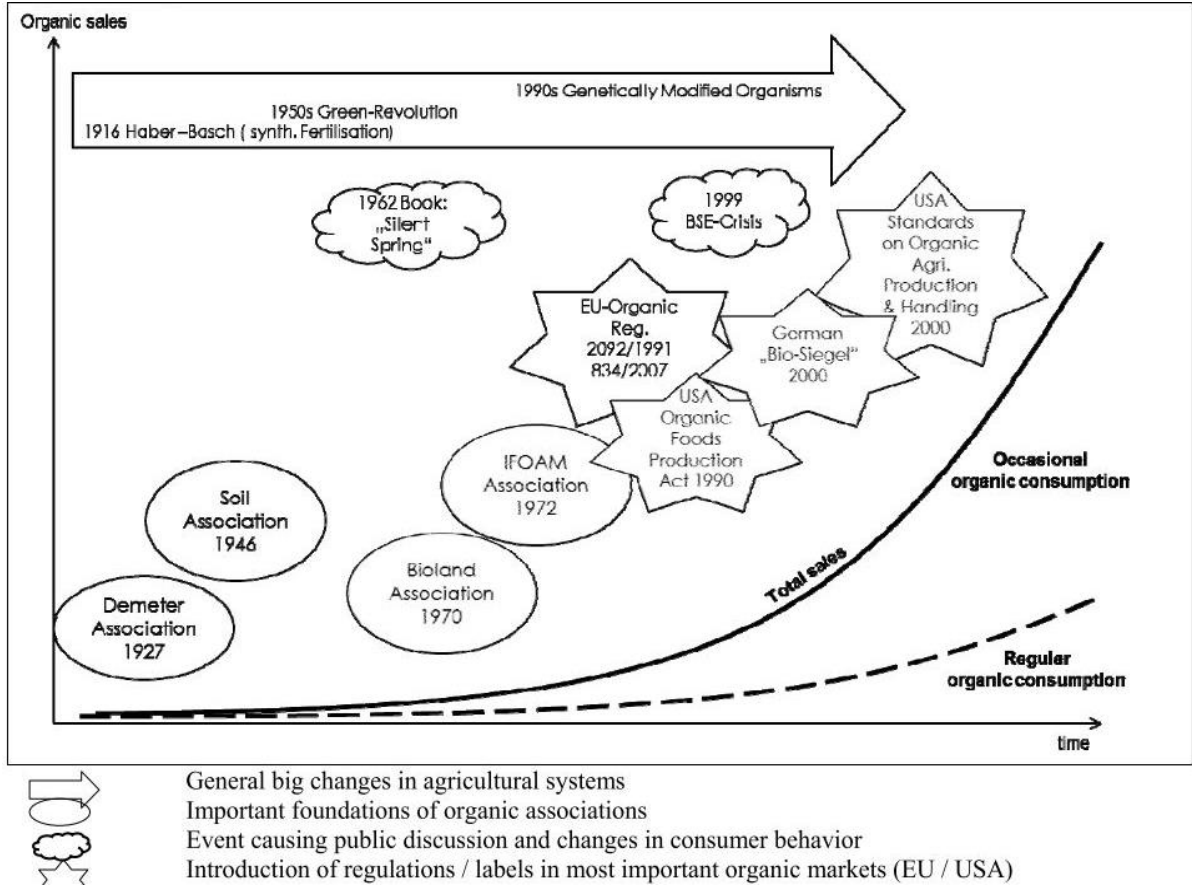 Organic sales
1990s Genetically Modified Organisms
1950s Green-Revolution
1916 Haber–Basch ( synth. Fertilisation)
1962 Book:
„Silert
Spring“
1999
BSE-Crisis
USA
Standards
on Organic
Agri.
Production
& Handling
2000
EU-Organic
Reg.
2092/1991
834/2007
German
„Bio-Siegel“
2000
USA
Organic
Foods
Production
Act 1990
IFOAM
Association
1972
Soil
Association
1946
Bioland
Association
1970
Demeter
Association
1927
Occasional
organic consumption
Total sales
Regular
organic consumption
time
General big changes in agricultural systems
Important foundations of organic associations
Event causing public discussion and changes in consumer behavior
Introduction of regulations / labels in most important organic markets (EU / USA)